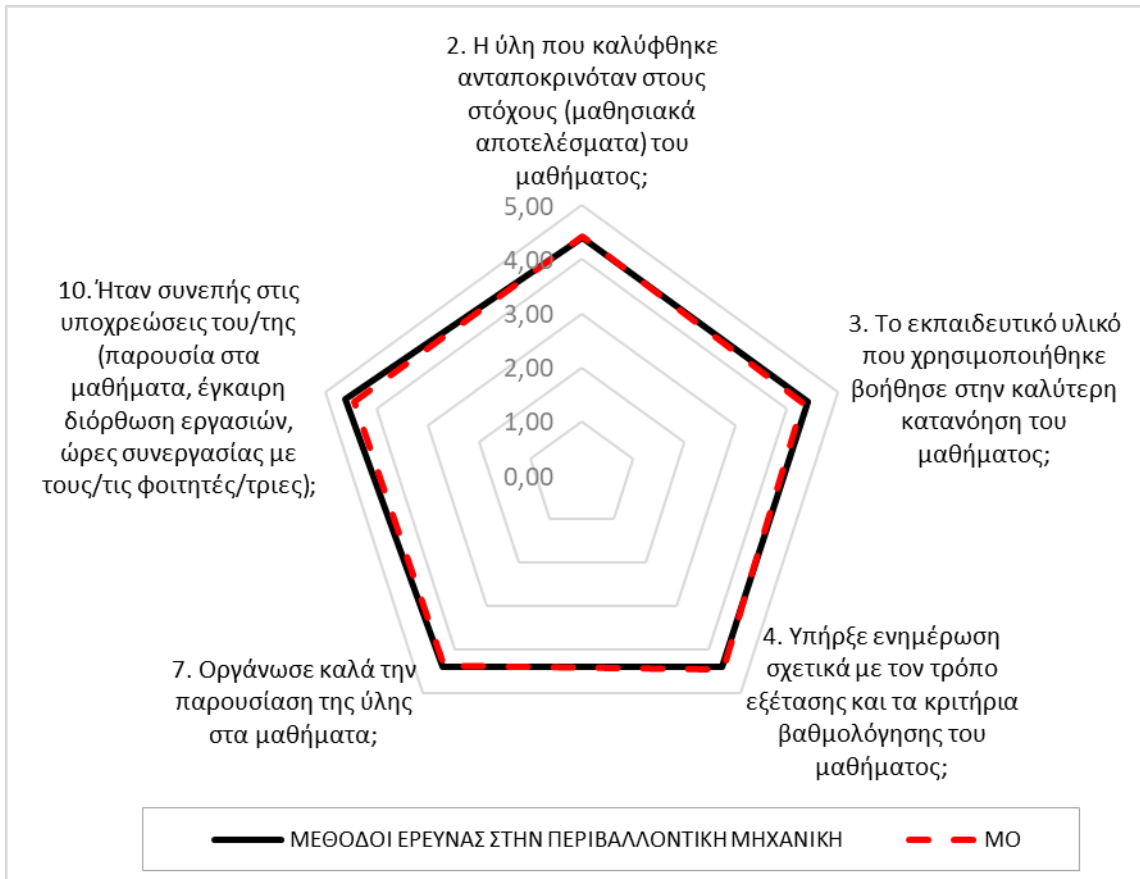 2. Η ύλη που καλύφθηκε
ανταποκρινόταν στους
στόχους (μαθησιακά
αποτελέσματα) του
μαθήματος;
5,00
4,00
3,00
2,00
1,00
0,00
3. Το εκπαιδευτικό υλικό
που χρησιμοποιήθηκε
βοήθησε στην καλύτερη
κατανόηση του
μαθήματος;
4. Υπήρξε ενημέρωση
σχετικά με τον τρόπο
εξέτασης και τα κριτήρια
βαθμολόγησης του
μαθήματος;
7. Οργάνωσε καλά την
παρουσίαση της ύλης
στα μαθήματα;
10. Ήταν συνεπής στις
υποχρεώσεις του/της
(παρουσία στα
μαθήματα, έγκαιρη
διόρθωση εργασιών,
ώρες συνεργασίας με
τους/τις φοιτητές/τριες);
ΜΕΘΟΔΟΙ ΕΡΕΥΝΑΣ ΣΤΗΝ ΠΕΡΙΒΑΛΛΟΝΤΙΚΗ ΜΗΧΑΝΙΚΗ
ΜΟ